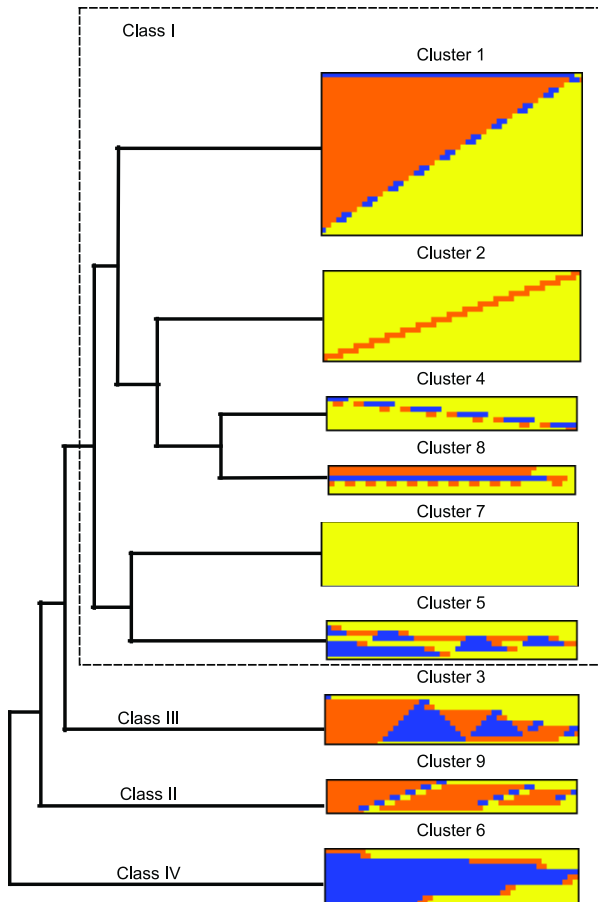 Class I
Cluster 1
Cluster 2
Cluster 4
Cluster 8
Cluster 7
Cluster 5
Cluster 3
Class III
Cluster 9
Class II
Cluster 6
Class IV